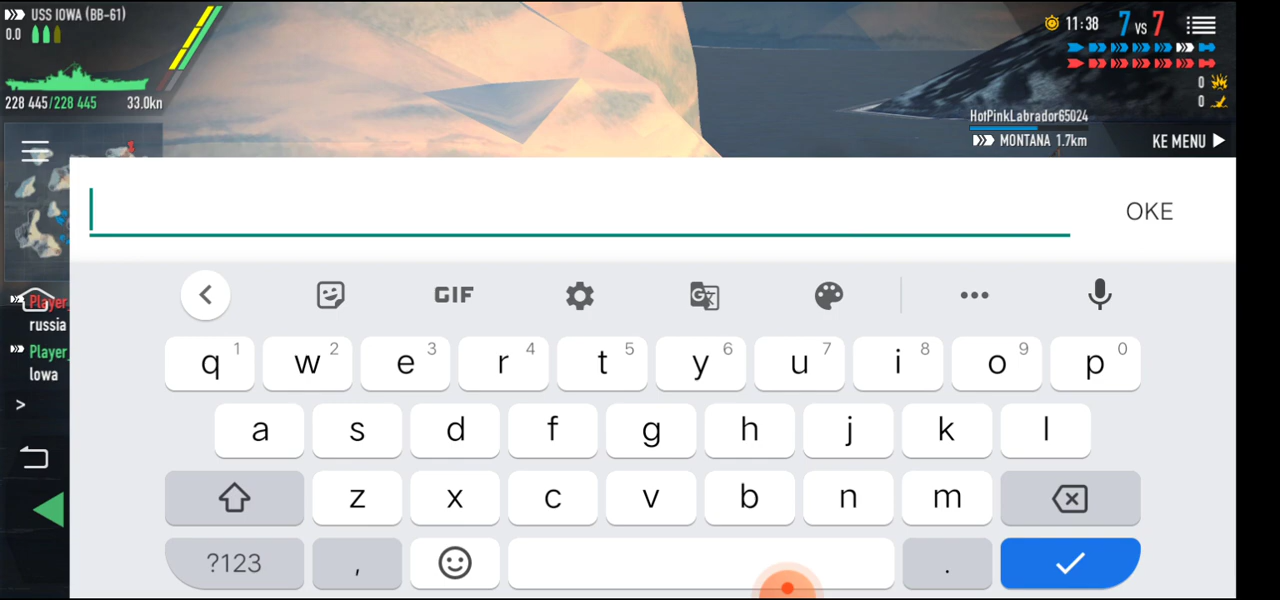 USS IOWA (BB-61)
0.0
228 445/228 445 33.0kn
11:38 7 VS 7
0
0
HotPinkLabrador65024
MONTANA 1.7km
KE MENU
OKE
Player
russia
Player_
Iowa
>
GIF
q 1 w 2 e 3 r 4 t 5 y 6 u 7 i 8 o 9 p 0
a s d f g h j k l
z x c v b n m
?123 , .